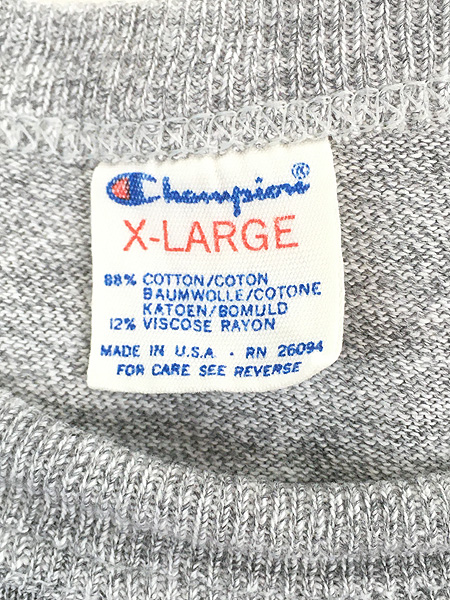 Champion®
X-LARGE
88% COTTON/COTON
BAUMWOLLE/COTONE
KATOEN/BOMULD
12% VISCOSE RAYON
MADE IN U.S.A. · RN 26094
FOR CARE SEE REVERSE